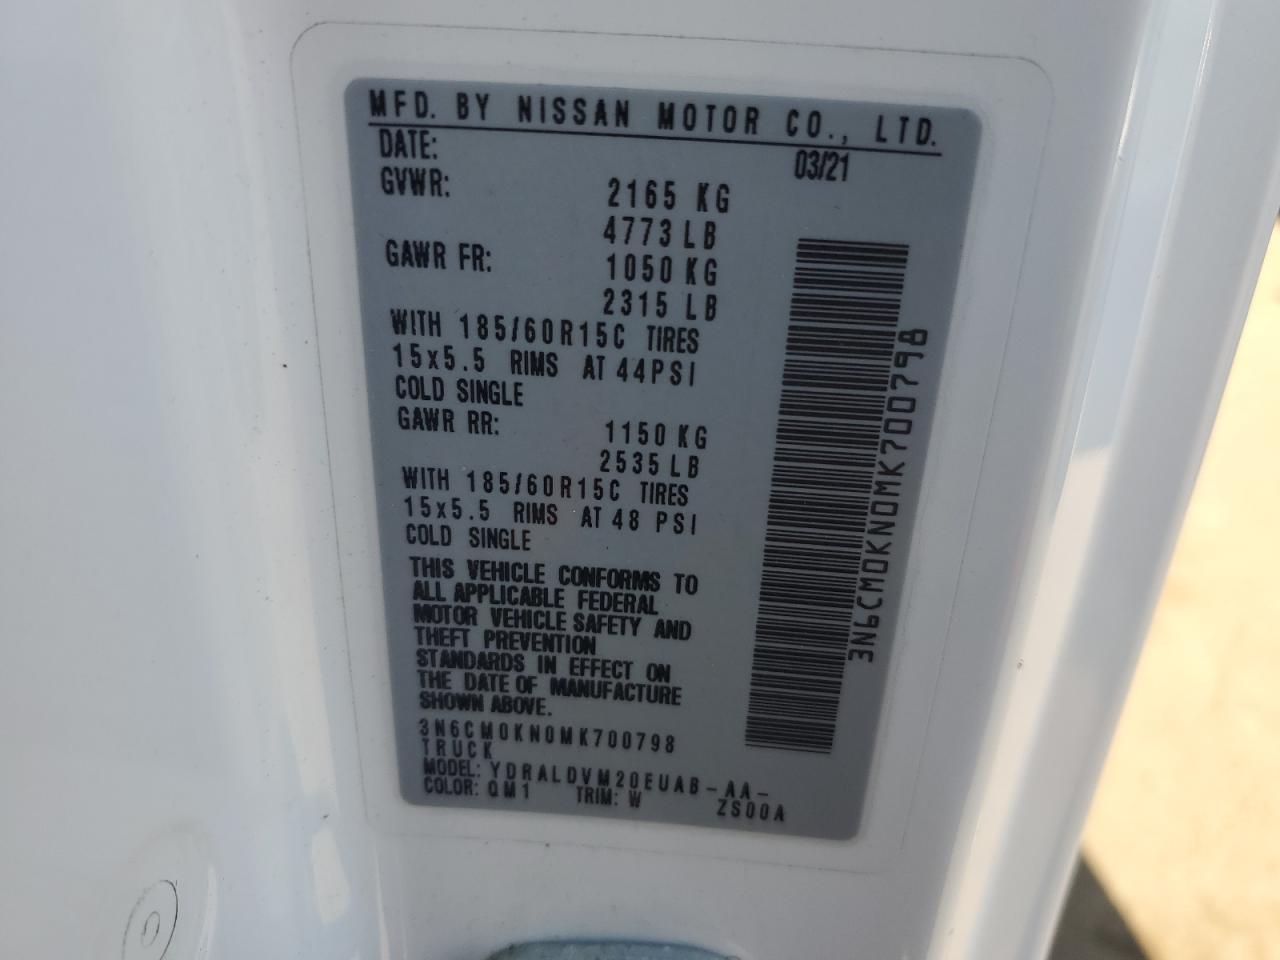 MFD. BY NISSAN MOTOR CO., LTD.
DATE: 03/21
GVWR: 2165 KG
4773 LB
GAWR FR: 1050 KG
2315 LB
WITH 185/60R15C TIRES
15x5.5 RIMS AT 44PSI
COLD SINGLE
GAWR RR: 1150 KG
2535 LB
WITH 185/60R15C TIRES
15x5.5 RIMS AT 48 PSI
COLD SINGLE
THIS VEHICLE CONFORMS TO
ALL APPLICABLE FEDERAL
MOTOR VEHICLE SAFETY AND
THEFT PREVENTION
STANDARDS IN EFFECT ON
THE DATE OF MANUFACTURE
SHOWN ABOVE.
3N6CM0KN0MK700798
TRUCK
MODEL: YDRALDVM20EUAB-AA-
COLOR: QM1 TRIM: W ZS00A
3N6CM0KN0MK700798